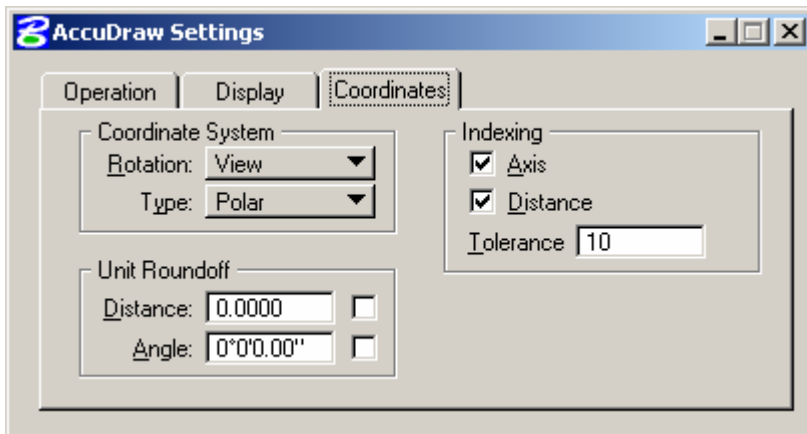 AccuDraw Settings
Operation Display Coordinates
Coordinate System
Rotation: View
Type: Polar
Unit Roundoff
Distance: 0.0000
Angle: 0°0'0.00"
Indexing
Axis
Distance
Tolerance 10